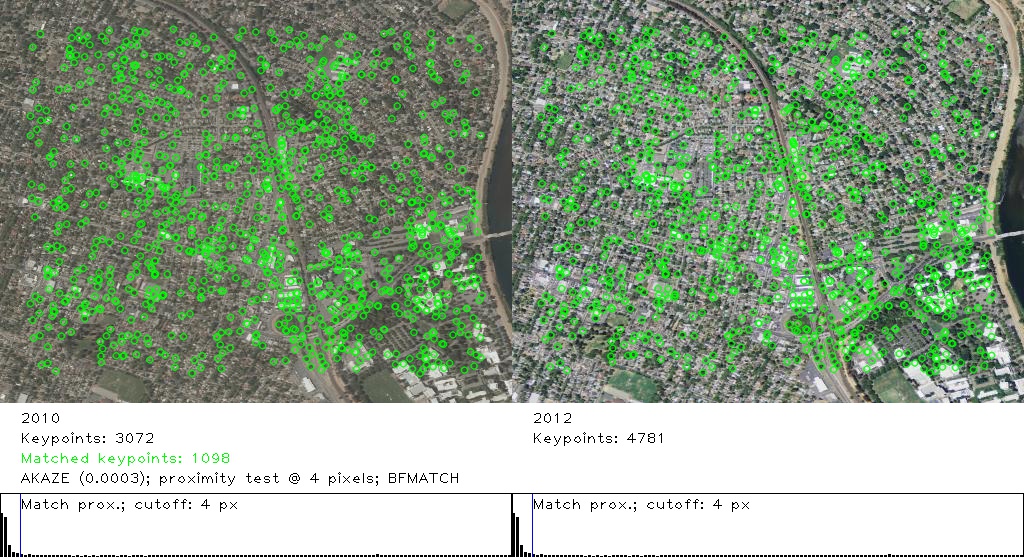 2010
2012
Keypoints: 3072
Keypoints: 4781
Matched keypoints: 1098
AKAZE (0.0003); proximity test @ 4 pixels; BFMATCH
Match prox.; cutoff: 4 px
Match prox.; cutoff: 4 px